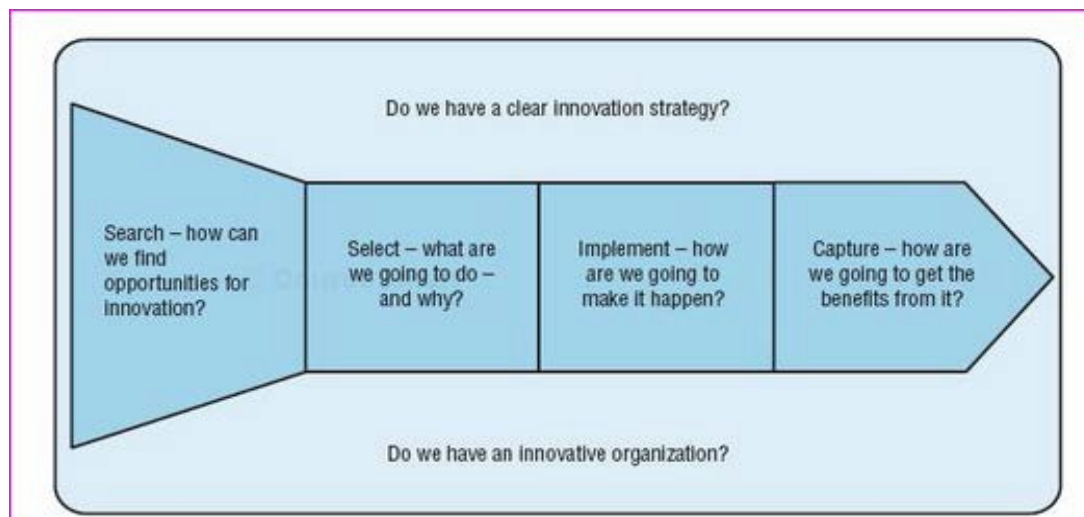 Do we have a clear innovation strategy?
Search – how can
we find
opportunities for
innovation?
Select – what are
we going to do –
and why?
Implement – how
are we going to
make it happen?
Capture – how are
we going to get the
benefits from it?
Do we have an innovative organization?